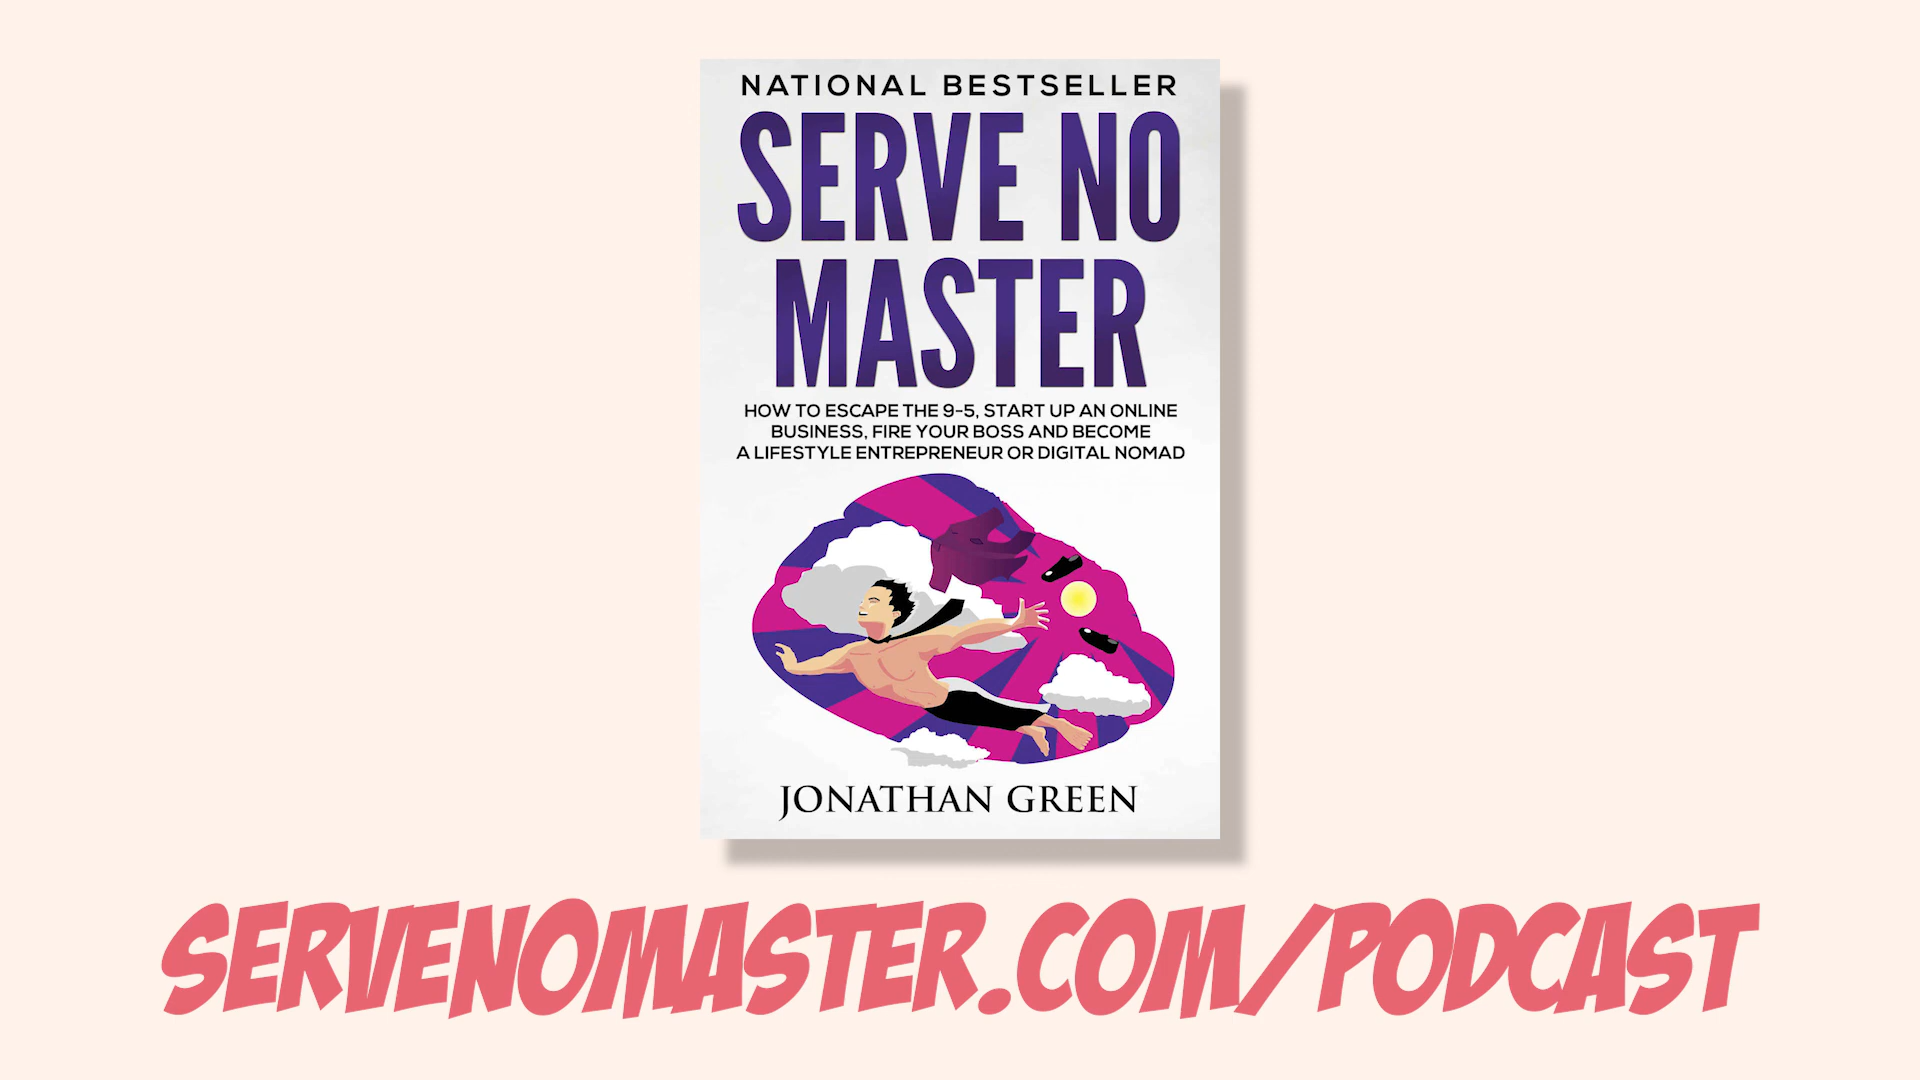 NATIONAL BESTSELLER
SERVE NO
MASTER
HOW TO ESCAPE THE 9-5, START UP AN ONLINE
BUSINESS, FIRE YOUR BOSS AND BECOME
A LIFESTYLE ENTREPRENEUR OR DIGITAL NOMAD
JONATHAN GREEN
SERVENOMASTER.COM/PODCAST